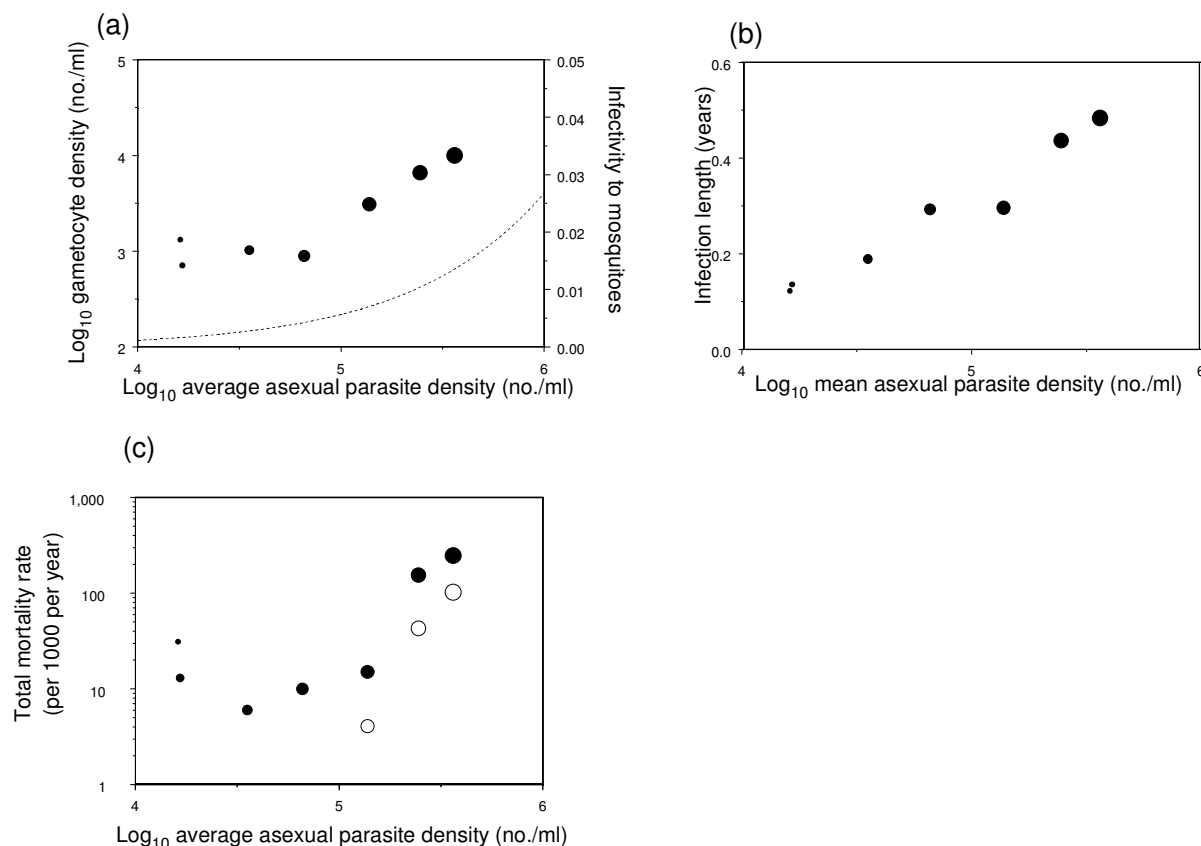 (a)
Log10 gametocyte density (no./ml)
5
4
3
2
0.05
0.04
0.03
0.02
0.01
0.00
Infectivity to mosquitoes
4
5
6
Log10 average asexual parasite density (no./ml)
(b)
Infection length (years)
0.6
0.4
0.2
0.0
4
5
6
Log10 mean asexual parasite density (no./ml)
(c)
Total mortality rate
(per 1000 per year)
1,000
100
10
1
4
5
6
Log10 average asexual parasite density (no./ml)